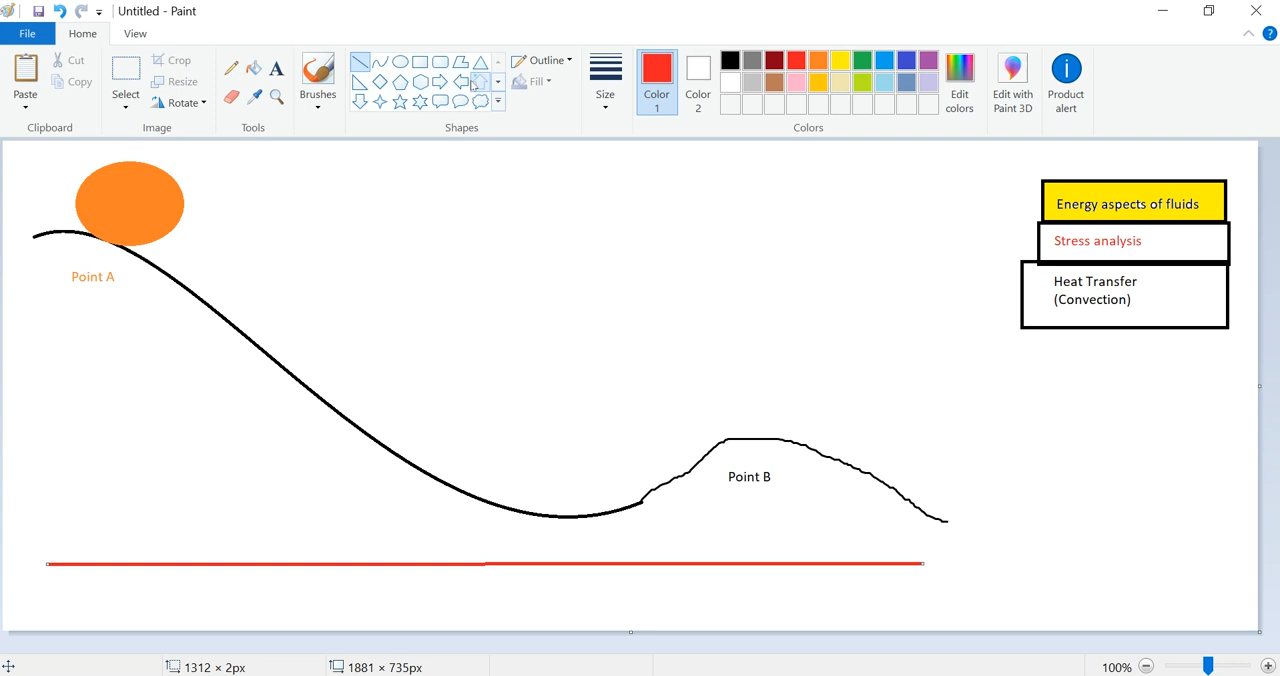 Untitled - Paint
File
Home
View
Paste
Cut
Copy
Clipboard
Select
Crop
Resize
Rotate
Image
A
Tools
Brushes
Outline
Fill
Shapes
Size
Color
1
Color
2
Edit
colors
Colors
Edit with
Paint 3D
Product
alert
Point A
Energy aspects of fluids
Stress analysis
Heat Transfer
(Convection)
Point B
1312 × 2px
1881 × 735px
100%